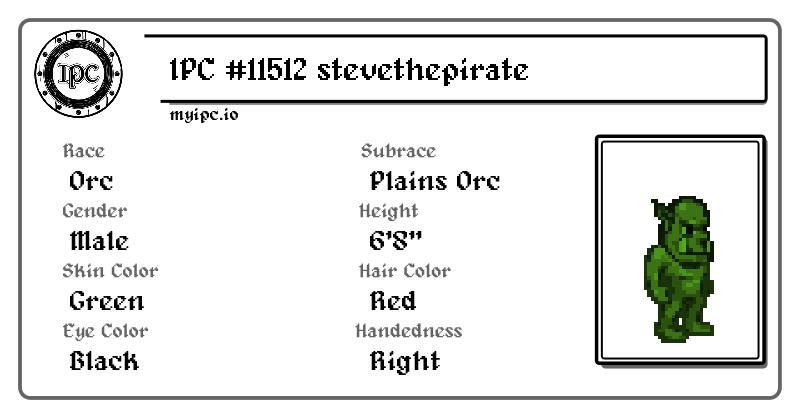 IPC
IPC #11512 stevethepirate
myipc.io
Race
Orc
Subrace
Plains Orc
Gender
Male
Height
6'8"
Skin Color
Green
Hair Color
Red
Eye Color
Black
Handedness
Right